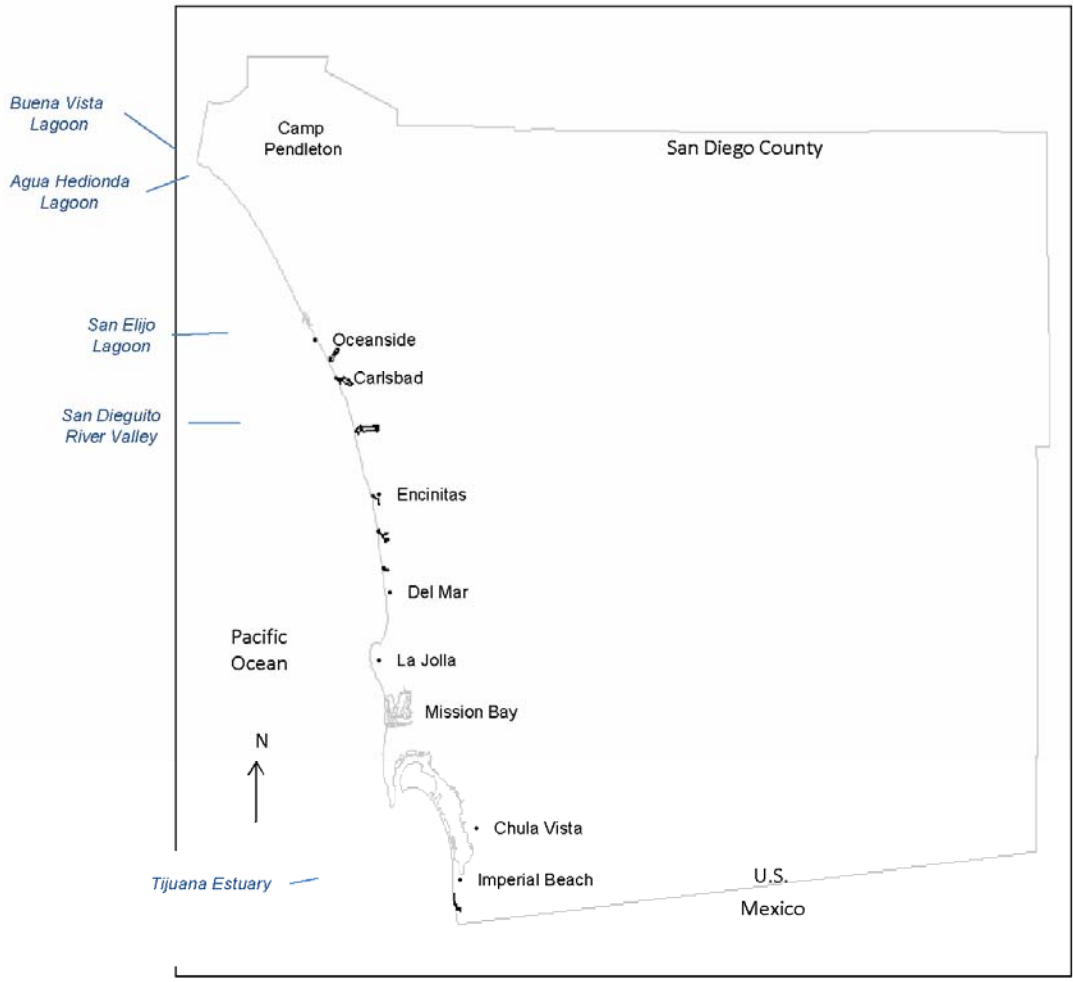 Buena Vista
Lagoon
Camp
Pendleton
San Diego County
Agua Hedionda
Lagoon
San Elijo
Lagoon
Oceanside
Carlsbad
San Dieguito
River Valley
Encinitas
Del Mar
Pacific
Ocean
La Jolla
Mission Bay
N
Chula Vista
Tijuana Estuary
Imperial Beach
U.S.
Mexico